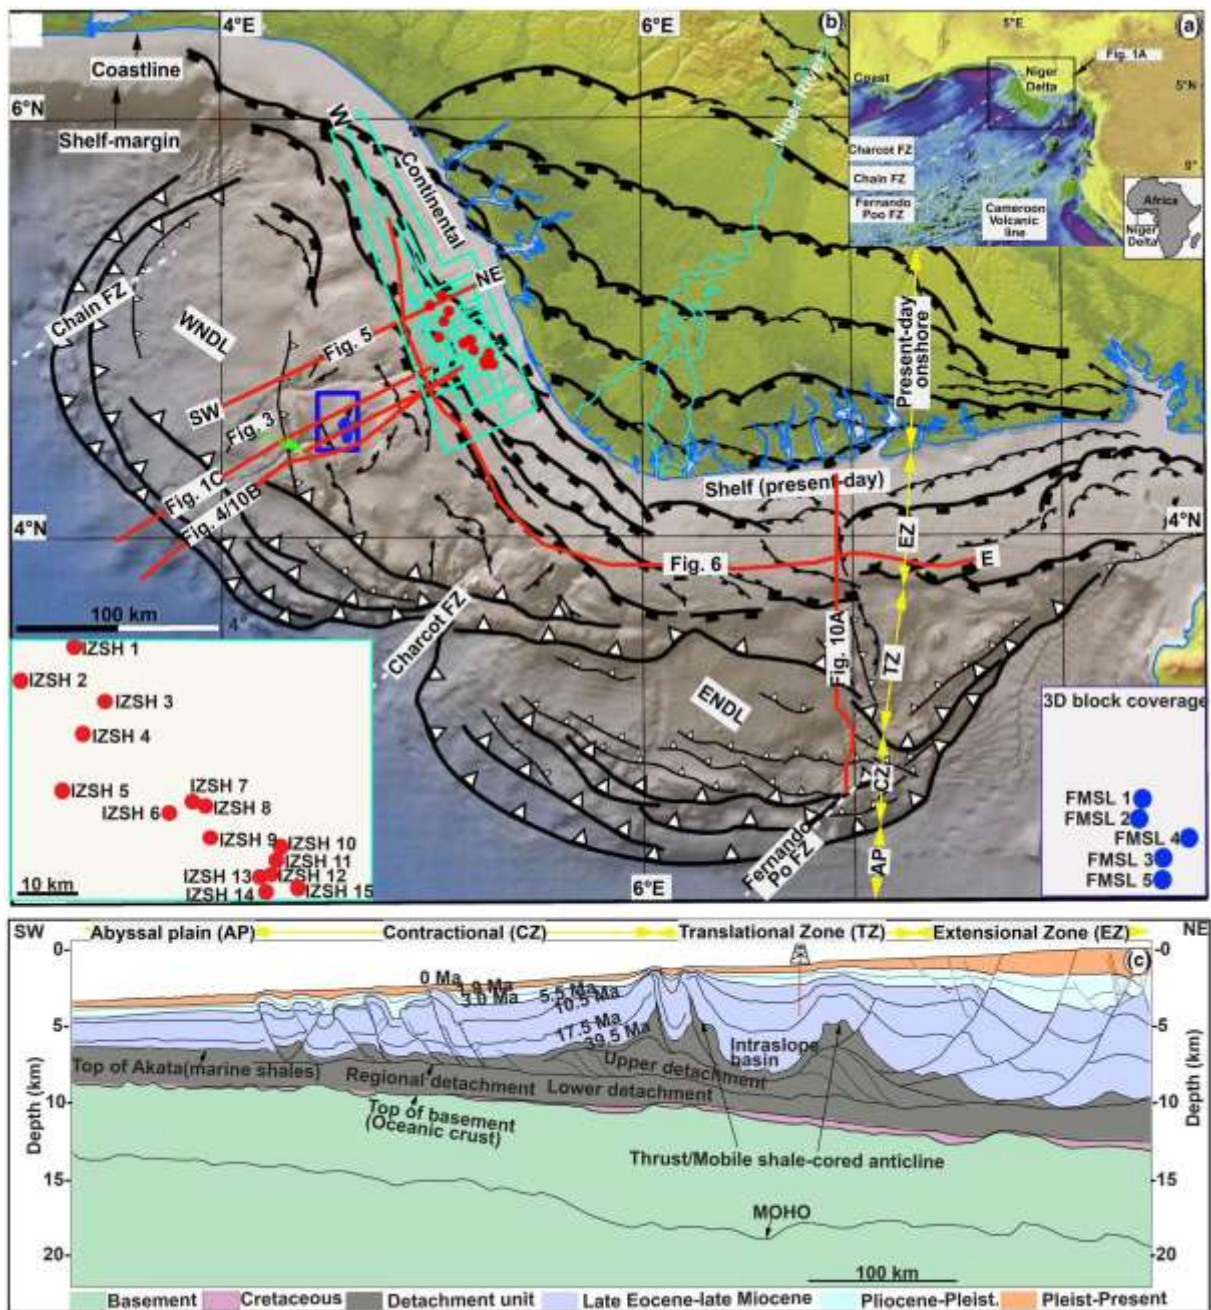 4°E
6°E
(b)
5°E
(a)
Fig. 1A
Coastline
Coast
Niger
Delta
5°N
6°N
W
Niger River
Shelf-margin
Continental
Charcot FZ
Chain FZ
0°
Fernando
Poo FZ
Cameroon
Volcanic
line
Africa
Niger
Delta
Chain FZ
NE
WNDL
Fig. 5
Present-day
onshore
SW
Fig. 3
Fig. 1C
Fig. 4/10B
Shelf (present-day)
4°N
4°N
EZ
Fig. 6
E
100 km
4°
Charcot FZ
Fig. 10A
TZ
ENDL
CZ
Fernando
Po FZ
AP
6°E
IZSH 1
IZSH 2
IZSH 3
IZSH 4
IZSH 5
IZSH 7
IZSH 6
IZSH 8
IZSH 9
IZSH 10
IZSH 11
IZSH 13
IZSH 12
IZSH 14
IZSH 15
10 km
3D block coverage
FMSL 1
FMSL 2
FMSL 4
FMSL 3
FMSL 5
SW
Abyssal plain (AP)
Contractional (CZ)
Translational Zone (TZ)
Extensional Zone (EZ)
NE
(c)
0
5
10
15
20
Depth (km)
0
5
10
15
20
Depth (km)
0 Ma
1.9 Ma
3.0 Ma
5.5 Ma
10.5 Ma
17.5 Ma
39.5 Ma
Intraslope
basin
Top of Akata(marine shales)
Upper detachment
Regional detachment
Lower detachment
Top of basement
(Oceanic crust)
Thrust/Mobile shale-cored anticline
MOHO
100 km
Basement
Cretaceous
Detachment unit
Late Eocene-late Miocene
Pliocene-Pleist.
Pleist-Present